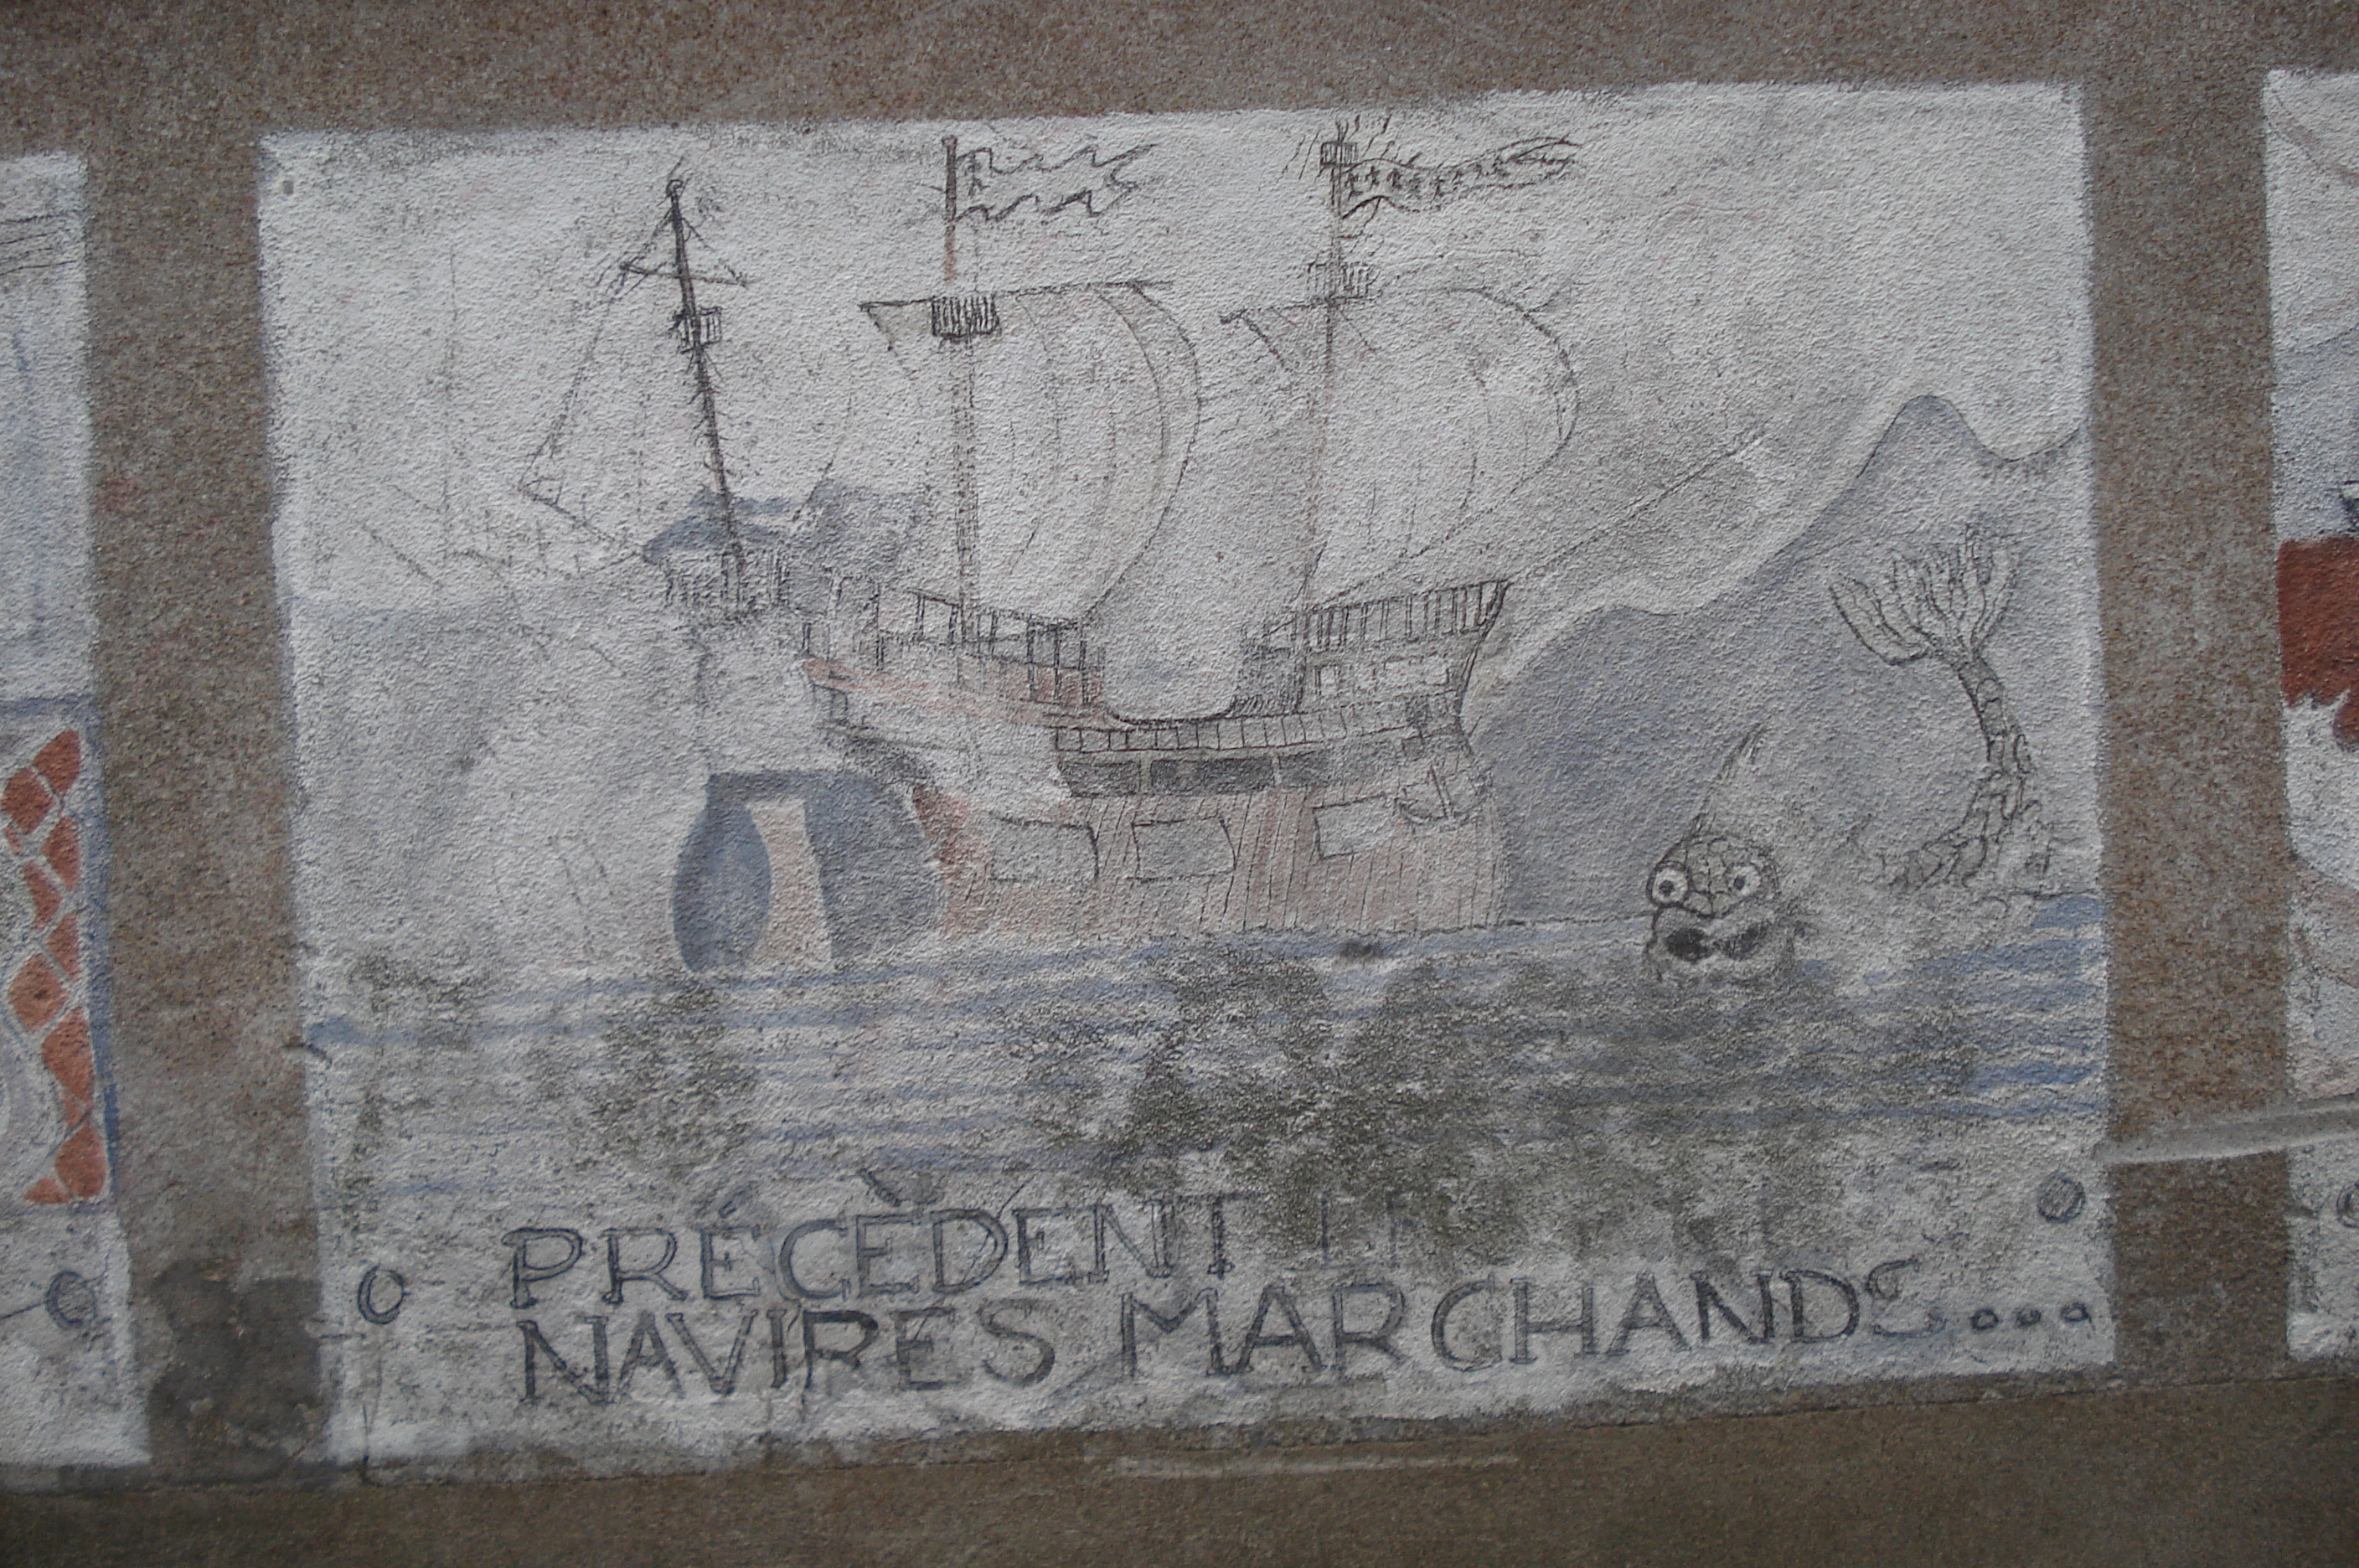 PRÉCÈDENT
NAVIRES MARCHANDS...